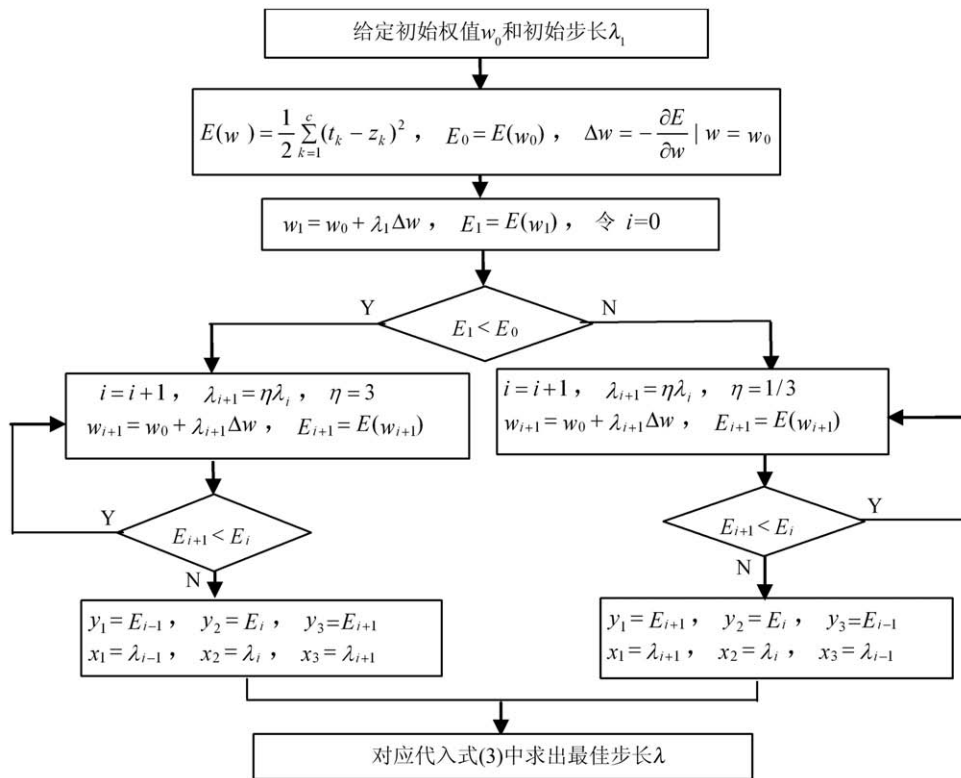 给定初始权值w₀和初始步长λ₁
E(w) = 1/2 ∑_{k=1}^{c} (t_k − z_k)², E₀ = E(w₀), Δw = −∂E/∂w | w = w₀
w₁ = w₀ + λ₁Δw, E₁ = E(w₁), 令 i=0
E₁ < E₀
Y
N
i = i+1, λ_{i+1} = ηλ_i, η = 3
w_{i+1} = w₀ + λ_{i+1}Δw, E_{i+1} = E(w_{i+1})
i = i+1, λ_{i+1} = ηλ_i, η = 1/3
w_{i+1} = w₀ + λ_{i+1}Δw, E_{i+1} = E(w_{i+1})
Y
E_{i+1} < E_i
N
E_{i+1} < E_i
Y
N
y₁ = E_{i−1}, y₂ = E_i, y₃ = E_{i+1}
x₁ = λ_{i−1}, x₂ = λ_i, x₃ = λ_{i+1}
y₁ = E_{i+1}, y₂ = E_i, y₃ = E_{i−1}
x₁ = λ_{i+1}, x₂ = λ_i, x₃ = λ_{i−1}
对应代入式(3)中求出最佳步长λ